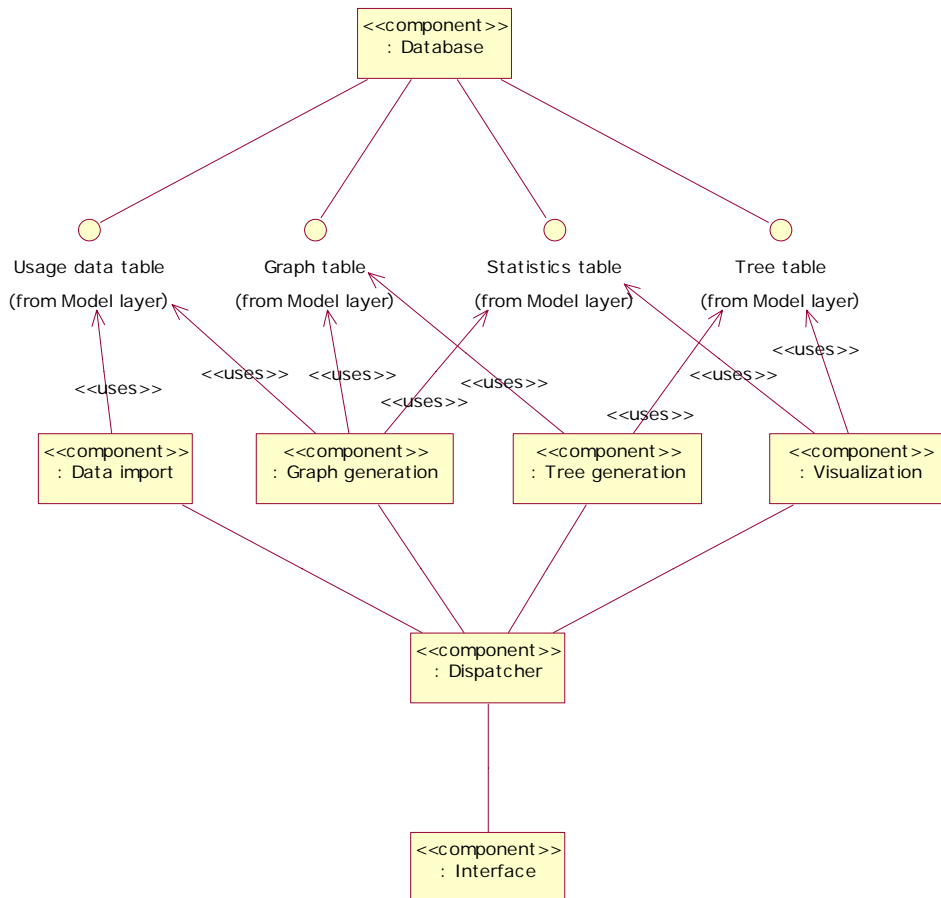 <<component>>
: Database
Usage data table
(from Model layer)
Graph table
(from Model layer)
Statistics table
(from Model layer)
Tree table
(from Model layer)
<<uses>>
<<uses>>
<<uses>>
<<uses>>
<<uses>>
<<uses>>
<<uses>>
<<uses>>
<<component>>
: Data import
<<component>>
: Graph generation
<<component>>
: Tree generation
<<component>>
: Visualization
<<component>>
: Dispatcher
<<component>>
: Interface